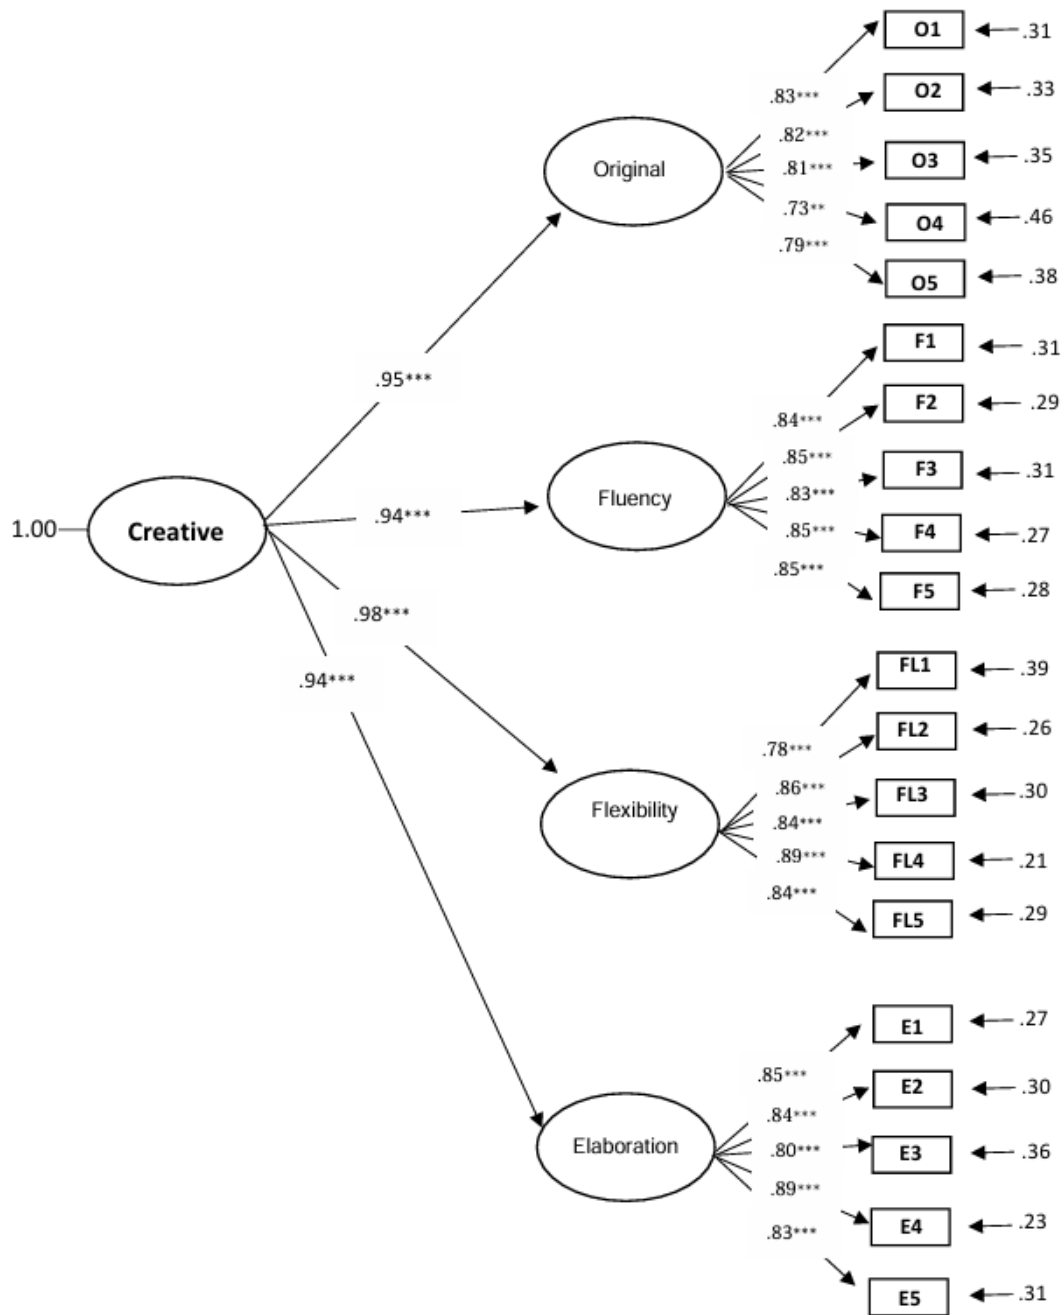 O1
.31
.83***
O2
.33
.82***
Original
.81***
O3
.35
.73**
O4
.46
.79***
O5
.38
F1
.31
.95***
.84***
F2
.29
.85***
F3
.31
Fluency
.83***
1.00
Creative
.94***
.85***
F4
.27
.85***
F5
.28
.98***
.94***
FL1
.39
.78***
FL2
.26
.86***
FL3
.30
Flexibility
.84***
.89***
FL4
.21
.84***
FL5
.29
E1
.27
.85***
E2
.30
.84***
Elaboration
.80***
E3
.36
.89***
E4
.23
.83***
E5
.31